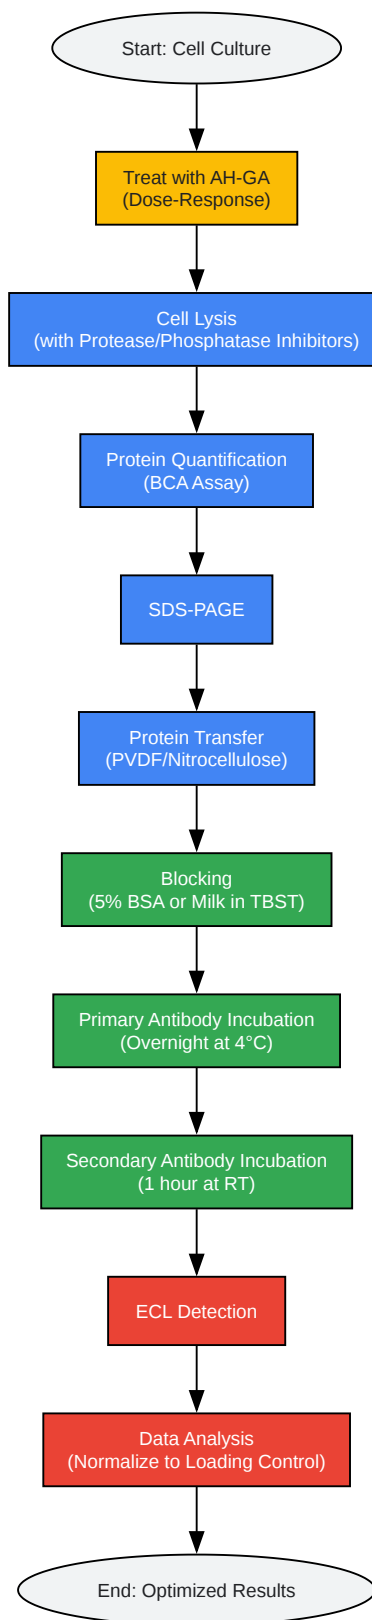 Start: Cell Culture
Treat with AH-GA
(Dose-Response)
Cell Lysis
(with Protease/Phosphatase Inhibitors)
Protein Quantification
(BCA Assay)
SDS-PAGE
Protein Transfer
(PVDF/Nitrocellulose)
Blocking
(5% BSA or Milk in TBST)
Primary Antibody Incubation
(Overnight at 4°C)
Secondary Antibody Incubation
(1 hour at RT)
ECL Detection
Data Analysis
(Normalize to Loading Control)
End: Optimized Results